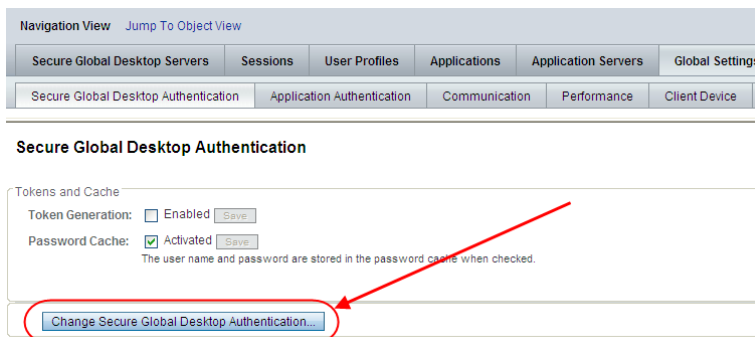 Navigation View Jump To Object View
Secure Global Desktop Servers Sessions User Profiles Applications Application Servers Global Settings
Secure Global Desktop Authentication Application Authentication Communication Performance Client Device
Secure Global Desktop Authentication
Tokens and Cache
Token Generation: Enabled Save
Password Cache: Activated Save
The user name and password are stored in the password cache when checked.
Change Secure Global Desktop Authentication...